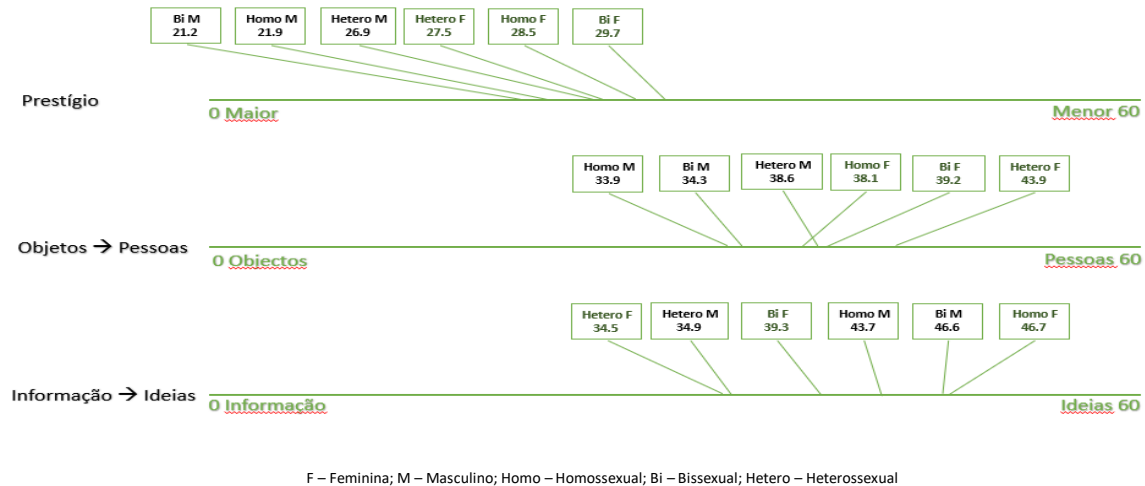 Bi M Homo M Hetero M Hetero F Homo F Bi F
21.2 21.9 26.9 27.5 28.5 29.7
Prestígio
0 Maior Menor 60
Homo M Bi M Hetero M Homo F Bi F Hetero F
33.9 34.3 38.6 38.1 39.2 43.9
Objetos → Pessoas
0 Objectos Pessoas 60
Hetero F Hetero M Bi F Homo M Bi M Homo F
34.5 34.9 39.3 43.7 46.6 46.7
Informação → Ideias
0 Informação Ideias 60
F – Feminina; M – Masculino; Homo – Homossexual; Bi – Bissexual; Hetero – Heterossexual